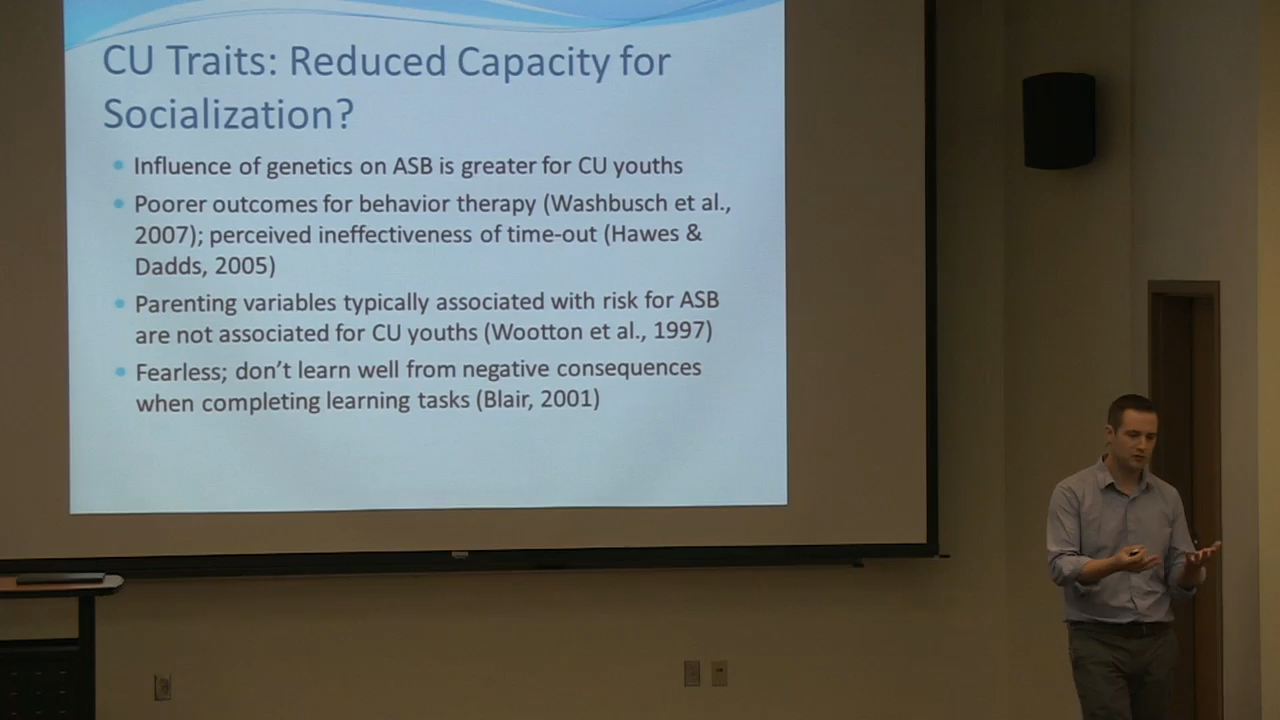 CU Traits: Reduced Capacity for
Socialization?
Influence of genetics on ASB is greater for CU youths
Poorer outcomes for behavior therapy (Washbusch et al.,
2007); perceived ineffectiveness of time-out (Hawes &
Dadds, 2005)
Parenting variables typically associated with risk for ASB
are not associated for CU youths (Wootton et al., 1997)
Fearless; don't learn well from negative consequences
when completing learning tasks (Blair, 2001)